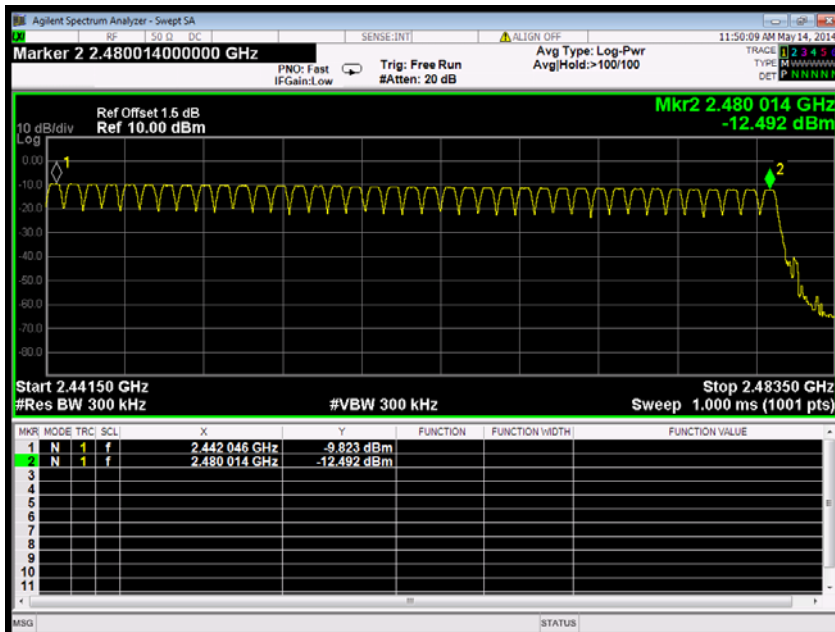 Agilent Spectrum Analyzer - Swept SA
RF 50 Ω DC SENSE:INT ALIGN OFF 11:50:09 AM May 14, 2014
Marker 2 2.480014000000 GHz
Avg Type: Log-Pwr
TRACE 1 2 3 4 5
PNO: Fast
Trig: Free Run
Avg|Hold:>100/100
TYPE M
IFGain:Low
#Atten: 20 dB
DET P N N N N
Mkr2 2.480 014 GHz
Ref Offset 1.5 dB
10 dB/div Ref 10.00 dBm
-12.492 dBm
Log
0.00
1
2
-10.0
-20.0
-30.0
-40.0
-50.0
-60.0
-70.0
-80.0
Start 2.44150 GHz Stop 2.48350 GHz
#Res BW 300 kHz #VBW 300 kHz Sweep 1.000 ms (1001 pts)
MKR MODE TRC SCL X Y FUNCTION FUNCTION WIDTH FUNCTION VALUE
1 N 1 f 2.442 046 GHz -9.823 dBm
2 N 1 f 2.480 014 GHz -12.492 dBm
3
4
5
6
7
8
9
10
11
MSG STATUS